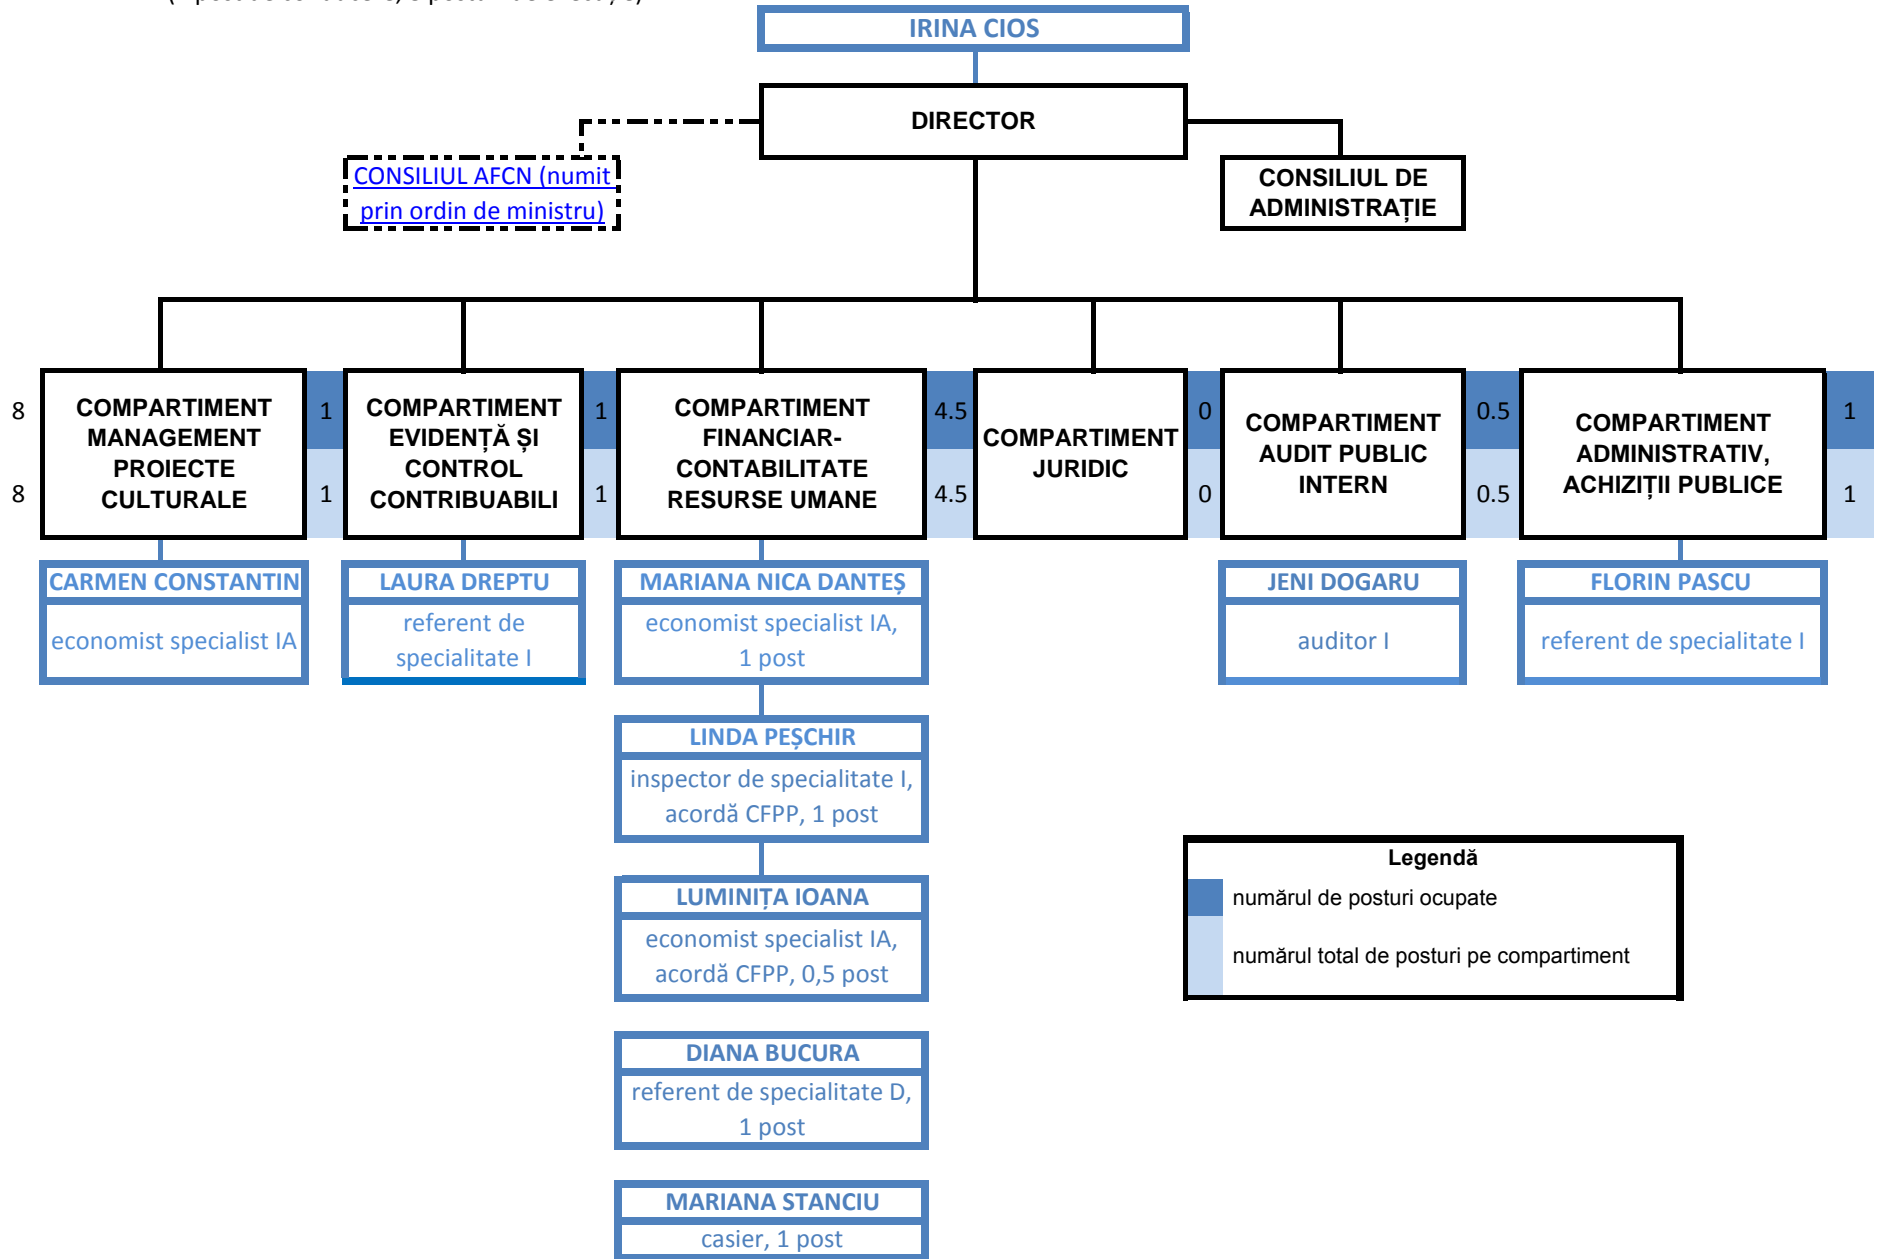 IRINA CIOS
DIRECTOR
CONSILIUL AFCN (numit
prin ordin de ministru)
CONSILIUL DE
ADMINISTRAȚIE
8
8
COMPARTIMENT
MANAGEMENT
PROIECTE
CULTURALE
1
1
COMPARTIMENT
EVIDENȚĂ ȘI
CONTROL
CONTRIBUABILI
1
1
COMPARTIMENT
FINANCIAR-
CONTABILITATE
RESURSE UMANE
4.5
4.5
COMPARTIMENT
JURIDIC
0
0
COMPARTIMENT
AUDIT PUBLIC
INTERN
0.5
0.5
COMPARTIMENT
ADMINISTRATIV,
ACHIZIȚII PUBLICE
1
1
CARMEN CONSTANTIN
economist specialist IA
LAURA DREPTU
referent de
specialitate I
MARIANA NICA DANTEȘ
economist specialist IA,
1 post
JENI DOGARU
auditor I
FLORIN PASCU
referent de specialitate I
LINDA PEȘCHIR
inspector de specialitate I,
acordă CFPP, 1 post
LUMINIȚA IOANA
economist specialist IA,
acordă CFPP, 0,5 post
DIANA BUCURA
referent de specialitate D,
1 post
MARIANA STANCIU
casier, 1 post
Legendă
numărul de posturi ocupate
numărul total de posturi pe compartiment